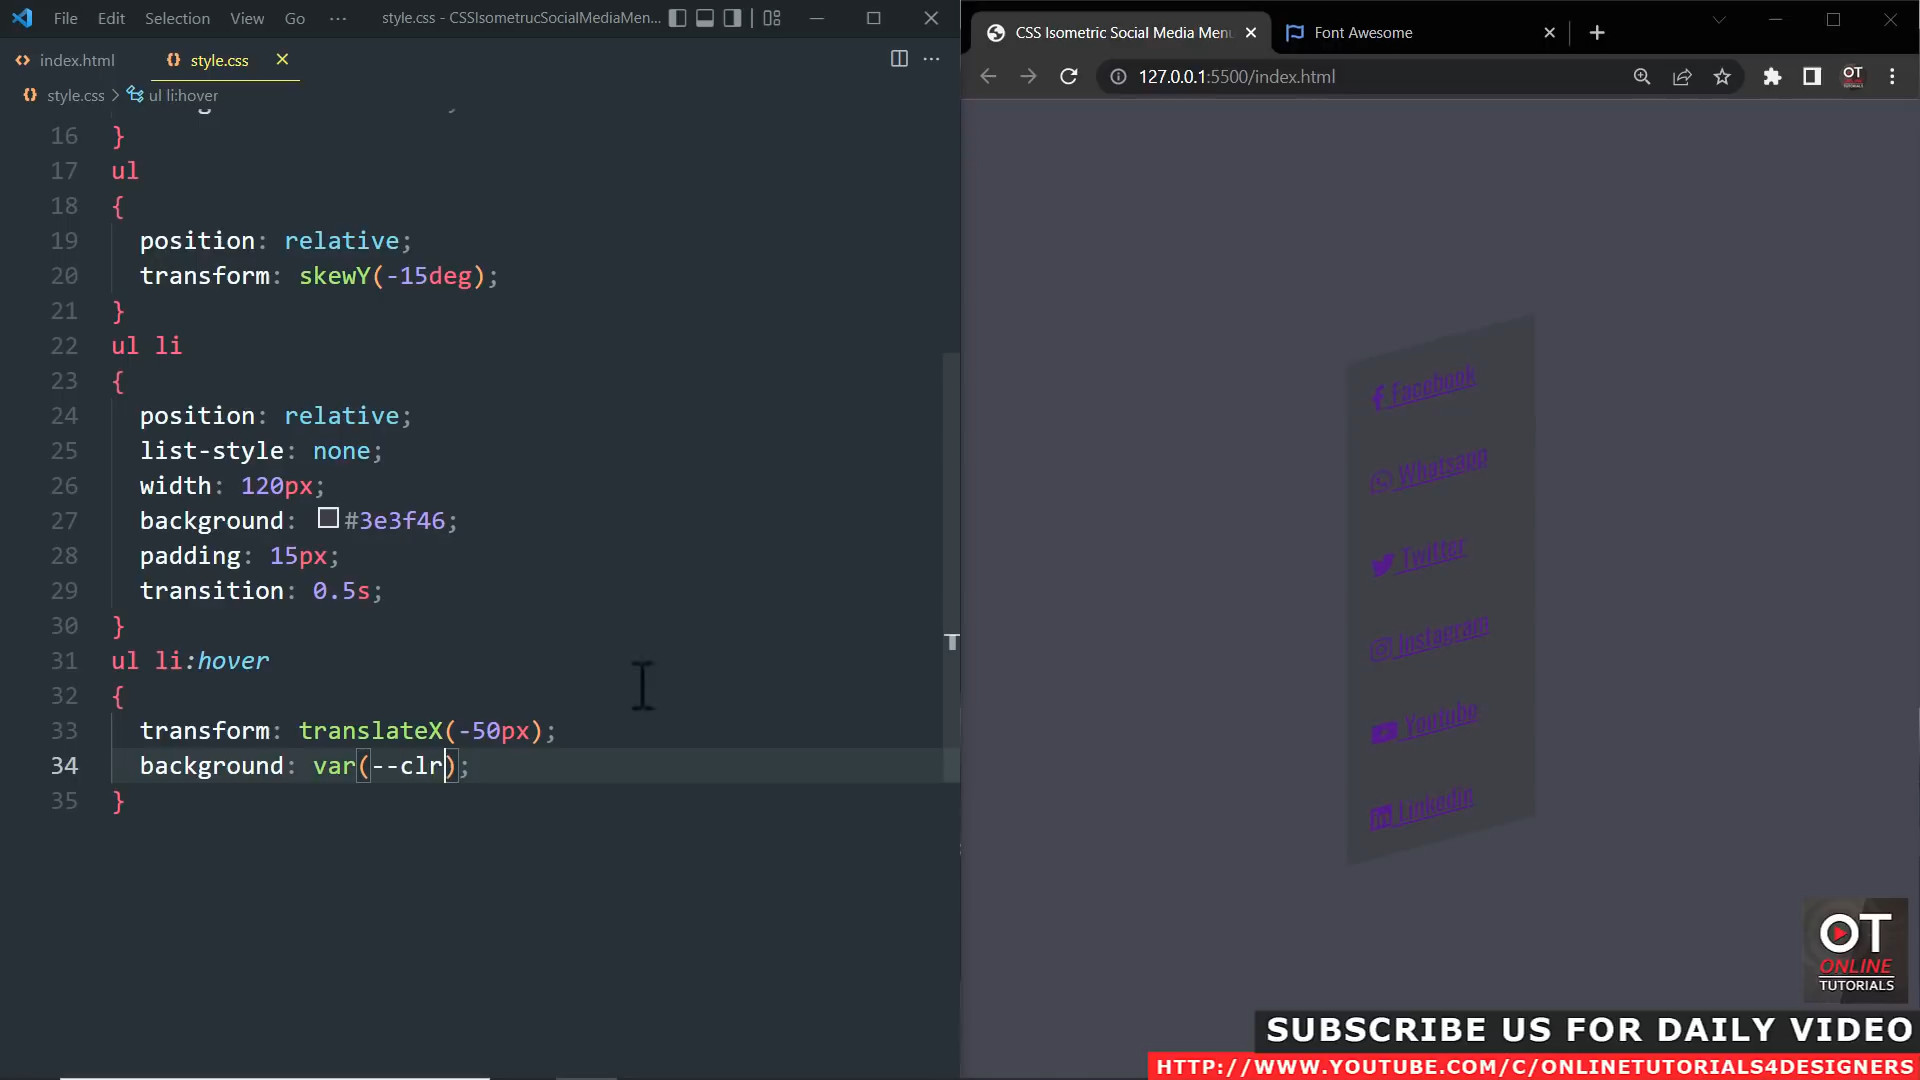 File Edit Selection View Go ··· style.css - CSSIsometrucSocialMediaMen...
index.html style.css
style.css > ul li:hover
16 }
17 ul
18 {
19 position: relative;
20 transform: skewY(-15deg);
21 }
22 ul li
23 {
24 position: relative;
25 list-style: none;
26 width: 120px;
27 background: #3e3f46;
28 padding: 15px;
29 transition: 0.5s;
30 }
31 ul li:hover
32 {
33 transform: translateX(-50px);
34 background: var(--clr);
35 }
CSS Isometric Social Media Menu Font Awesome
127.0.0.1:5500/index.html
Facebook
Whatsapp
Twitter
Instagram
Youtube
Linkedin
OT
ONLINE
TUTORIALS
SUBSCRIBE US FOR DAILY VIDEO
HTTP://WWW.YOUTUBE.COM/C/ONLINETUTORIALS4DESIGNERS